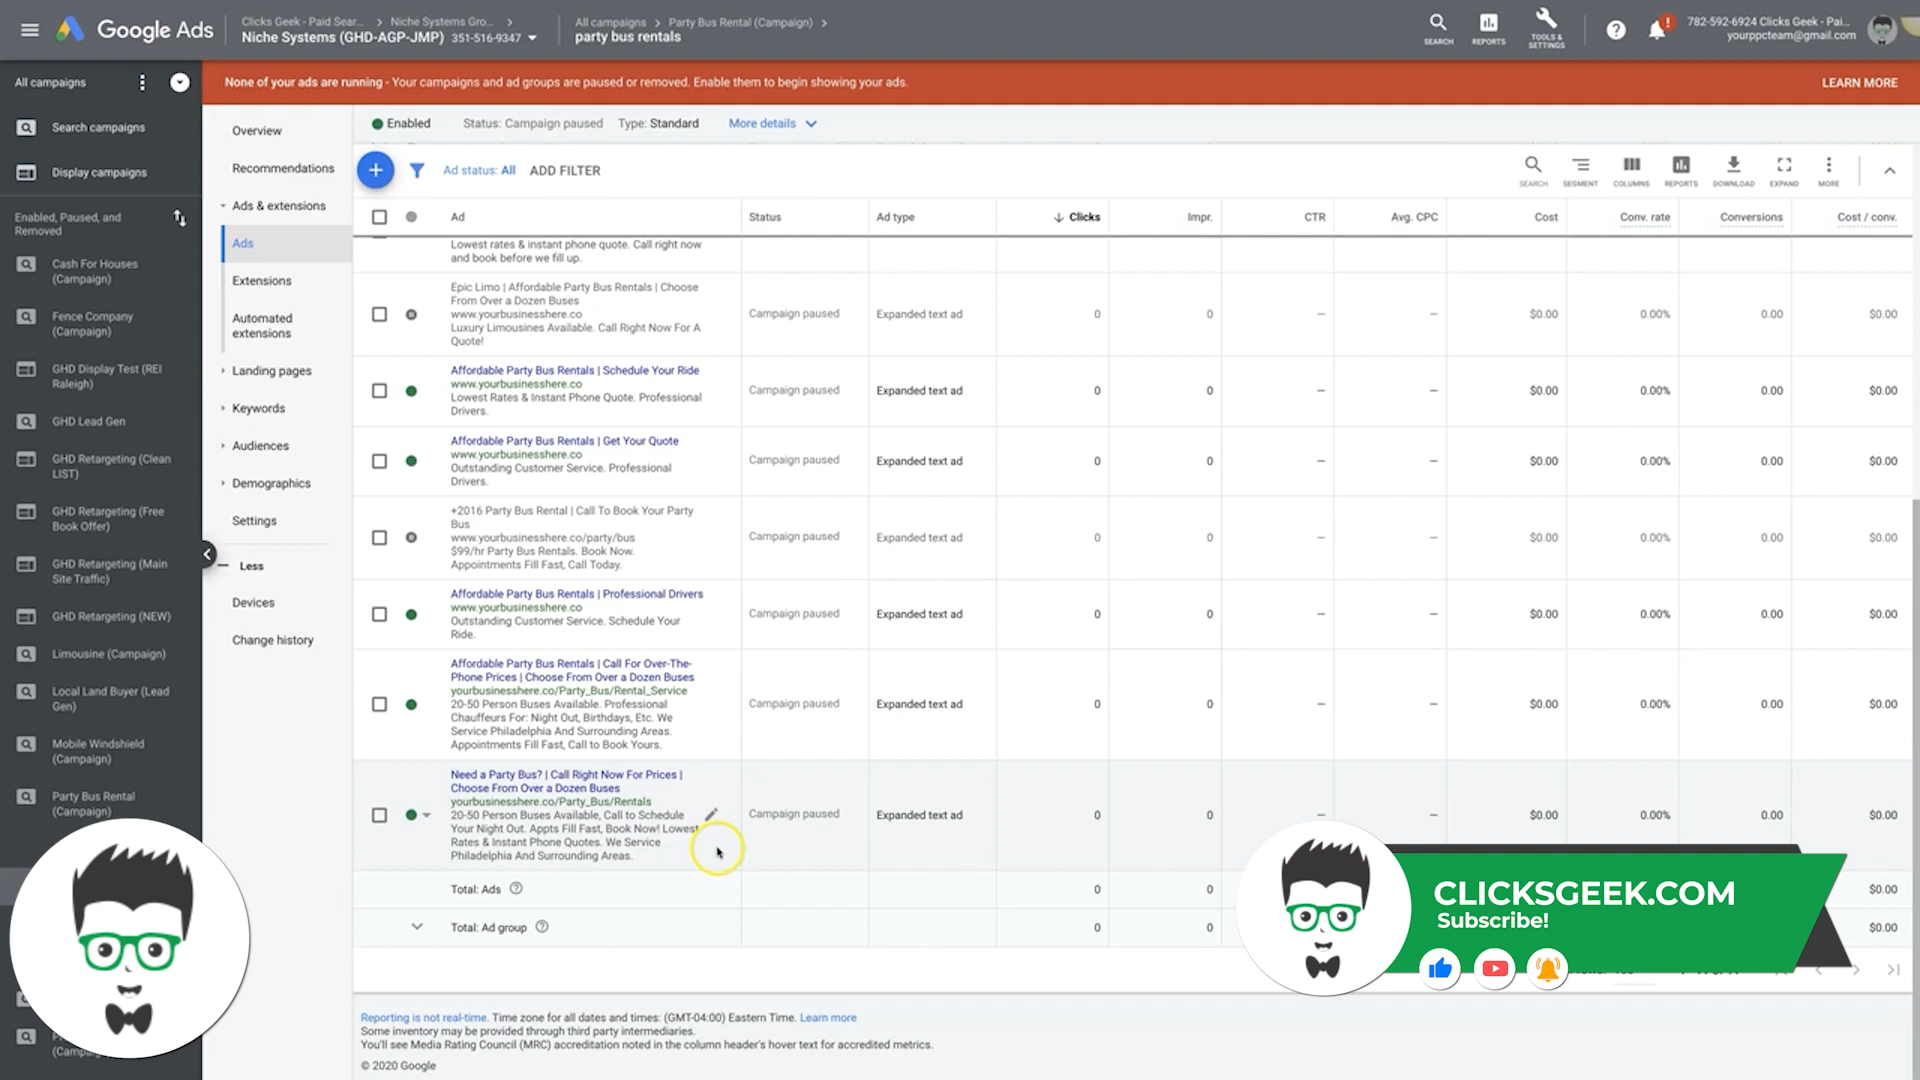 Google Ads
Clicks Geek - Paid Sear... > Niche Systems Gro... >
Niche Systems (GHD-AGP-JMP) 351-516-9347
All campaigns > Party Bus Rental (Campaign) >
party bus rentals
SEARCH
REPORTS
TOOLS & SETTINGS
782-592-6924 Clicks Geek - Pai...
yourppcteam@gmail.com
None of your ads are running - Your campaigns and ad groups are paused or removed. Enable them to begin showing your ads.
LEARN MORE
All campaigns
Search campaigns
Display campaigns
Enabled, Paused, and
Removed
Cash For Houses
(Campaign)
Fence Company
(Campaign)
GHD Display Test (REI
Raleigh)
GHD Lead Gen
GHD Retargeting (Clean
LIST)
GHD Retargeting (Free
Book Offer)
GHD Retargeting (Main
Site Traffic)
GHD Retargeting (NEW)
Limousine (Campaign)
Local Land Buyer (Lead
Gen)
Mobile Windshield
(Campaign)
Party Bus Rental
(Campaign)
Overview
Recommendations
Ads & extensions
Ads
Extensions
Automated
extensions
Landing pages
Keywords
Audiences
Demographics
Settings
Less
Devices
Change history
Enabled Status: Campaign paused Type: Standard More details
Ad status: All ADD FILTER
SEARCH SEGMENT COLUMNS REPORTS DOWNLOAD EXPAND MORE
Ad Status Ad type Clicks Impr. CTR Avg. CPC Cost Conv. rate Conversions Cost / conv.
Lowest rates & instant phone quote. Call right now
and book before we fill up.
Epic Limo | Affordable Party Bus Rentals | Choose
From Over a Dozen Buses
www.yourbusinesshere.co
Luxury Limousines Available. Call Right Now For A
Quote!
Campaign paused Expanded text ad 0 0 – – $0.00 0.00% 0.00 $0.00
Affordable Party Bus Rentals | Schedule Your Ride
www.yourbusinesshere.co
Lowest Rates & Instant Phone Quote. Professional
Drivers.
Campaign paused Expanded text ad 0 0 – – $0.00 0.00% 0.00 $0.00
Affordable Party Bus Rentals | Get Your Quote
www.yourbusinesshere.co
Outstanding Customer Service. Professional
Drivers.
Campaign paused Expanded text ad 0 0 – – $0.00 0.00% 0.00 $0.00
+2016 Party Bus Rental | Call To Book Your Party
Bus
www.yourbusinesshere.co/party/bus
$99/hr Party Bus Rentals. Book Now.
Appointments Fill Fast, Call Today.
Campaign paused Expanded text ad 0 0 – – $0.00 0.00% 0.00 $0.00
Affordable Party Bus Rentals | Professional Drivers
www.yourbusinesshere.co
Outstanding Customer Service. Schedule Your
Ride.
Campaign paused Expanded text ad 0 0 – – $0.00 0.00% 0.00 $0.00
Affordable Party Bus Rentals | Call For Over-The-
Phone Prices | Choose From Over a Dozen Buses
yourbusinesshere.co/Party_Bus/Rental_Service
20-50 Person Buses Available. Professional
Chauffeurs For: Night Out, Birthdays, Etc. We
Service Philadelphia And Surrounding Areas.
Appointments Fill Fast, Call to Book Yours.
Campaign paused Expanded text ad 0 0 – – $0.00 0.00% 0.00 $0.00
Need a Party Bus? | Call Right Now For Prices |
Choose From Over a Dozen Buses
yourbusinesshere.co/Party_Bus/Rentals
20-50 Person Buses Available, Call to Schedule
Your Night Out. Appts Fill Fast, Book Now! Lowest
Rates & Instant Phone Quotes. We Service
Philadelphia And Surrounding Areas.
Campaign paused Expanded text ad 0 0 – – $0.00 0.00% 0.00 $0.00
Total: Ads 0 0 $0.00
Total: Ad group 0 0 $0.00
CLICKSGEEK.COM
Subscribe!
Reporting is not real-time. Time zone for all dates and times: (GMT-04:00) Eastern Time. Learn more
Some inventory may be provided through third party intermediaries.
You'll see Media Rating Council (MRC) accreditation noted in the column header's hover text for accredited metrics.
© 2020 Google